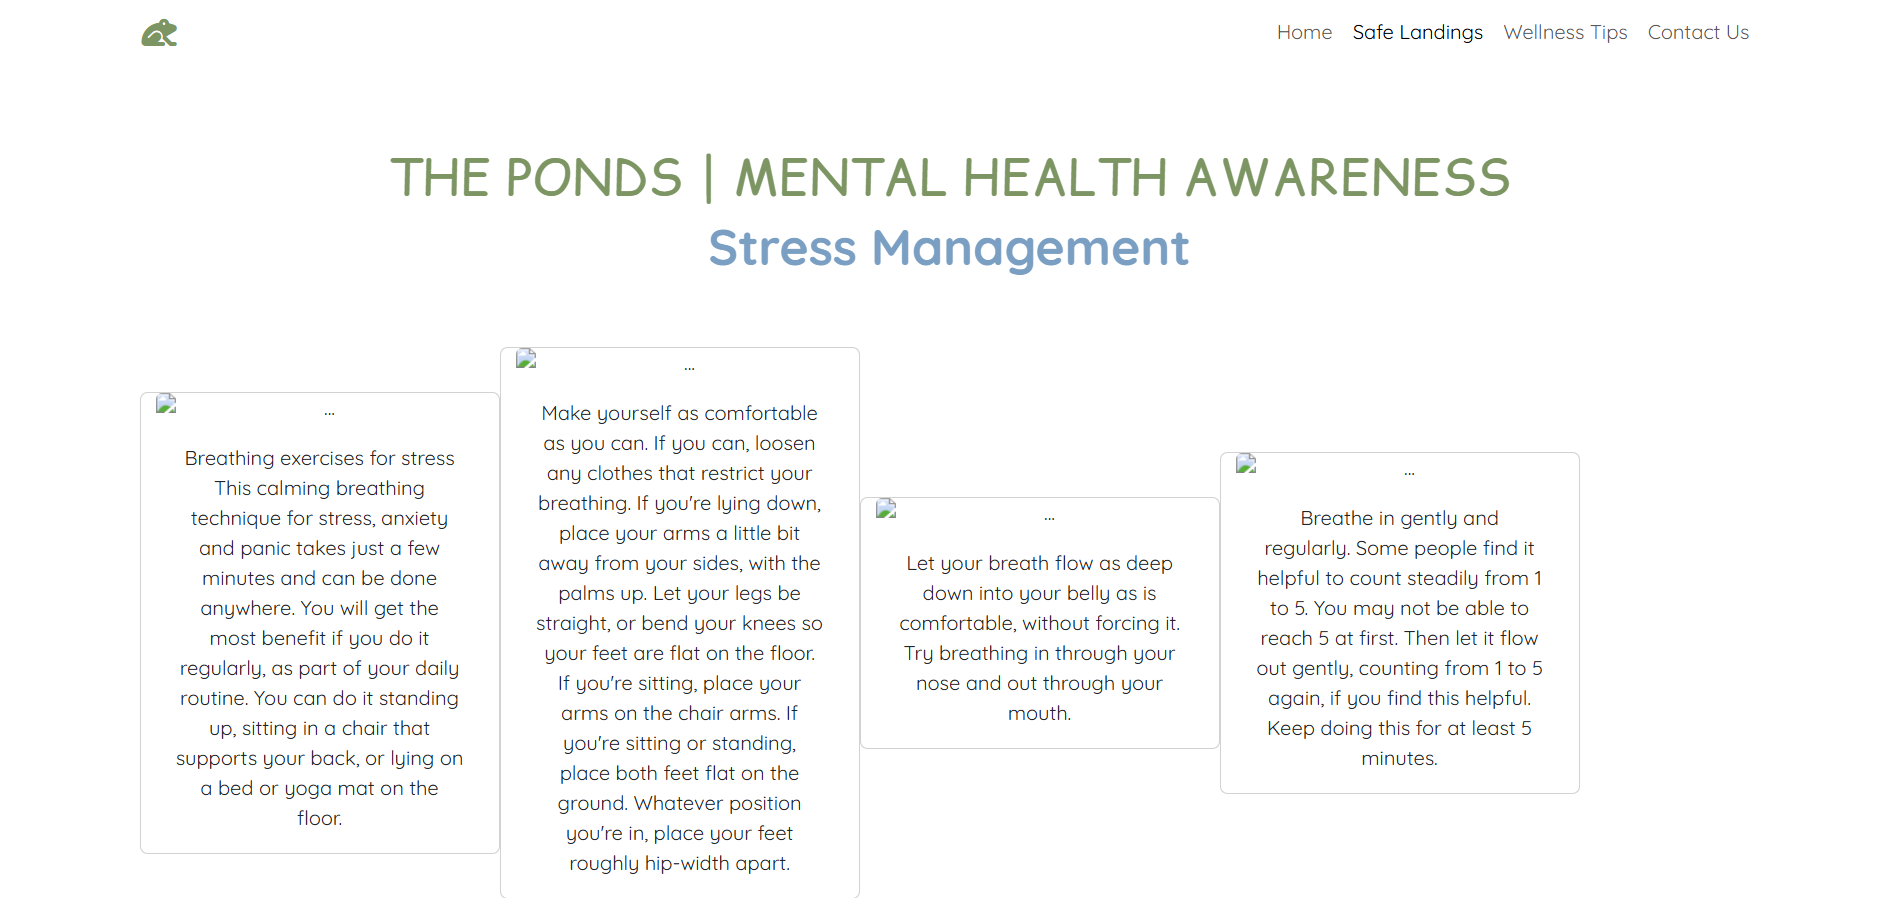 Home Safe Landings Wellness Tips Contact Us
THE PONDS | MENTAL HEALTH AWARENESS
Stress Management
...
Breathing exercises for stress
This calming breathing
technique for stress, anxiety
and panic takes just a few
minutes and can be done
anywhere. You will get the
most benefit if you do it
regularly, as part of your daily
routine. You can do it standing
up, sitting in a chair that
supports your back, or lying on
a bed or yoga mat on the
floor.
...
Make yourself as comfortable
as you can. If you can, loosen
any clothes that restrict your
breathing. If you're lying down,
place your arms a little bit
away from your sides, with the
palms up. Let your legs be
straight, or bend your knees so
your feet are flat on the floor.
If you're sitting, place your
arms on the chair arms. If
you're sitting or standing,
place both feet flat on the
ground. Whatever position
you're in, place your feet
roughly hip-width apart.
...
Let your breath flow as deep
down into your belly as is
comfortable, without forcing it.
Try breathing in through your
nose and out through your
mouth.
...
Breathe in gently and
regularly. Some people find it
helpful to count steadily from 1
to 5. You may not be able to
reach 5 at first. Then let it flow
out gently, counting from 1 to 5
again, if you find this helpful.
Keep doing this for at least 5
minutes.